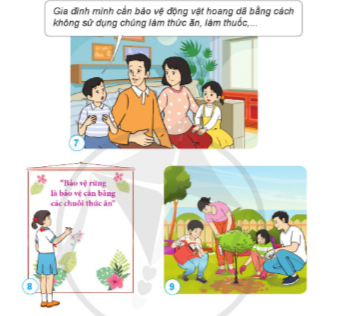 Gia đình mình cần bảo vệ động vật hoang dã bằng cách
không sử dụng chúng làm thức ăn, làm thuốc,...
7
"Bảo vệ rừng
là bảo vệ cân bằng
các chuỗi thức ăn"
8
9